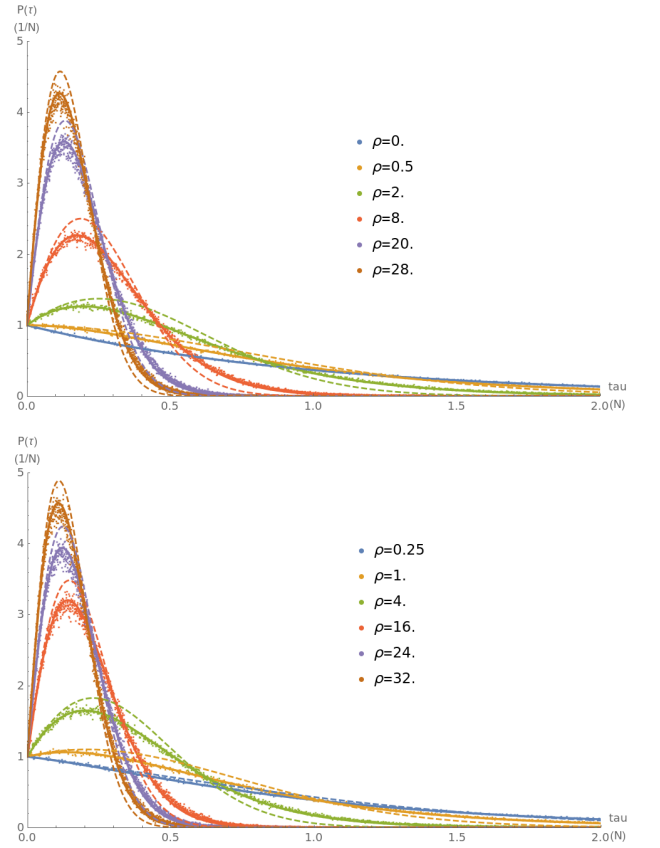 P(τ)
(1/N)
5
4
3
2
1
0
ρ=0.
ρ=0.5
ρ=2.
ρ=8.
ρ=20.
ρ=28.
tau
0.0 0.5 1.0 1.5 2.0 (N)
P(τ)
(1/N)
5
4
3
2
1
0
ρ=0.25
ρ=1.
ρ=4.
ρ=16.
ρ=24.
ρ=32.
tau
0.0 0.5 1.0 1.5 2.0 (N)